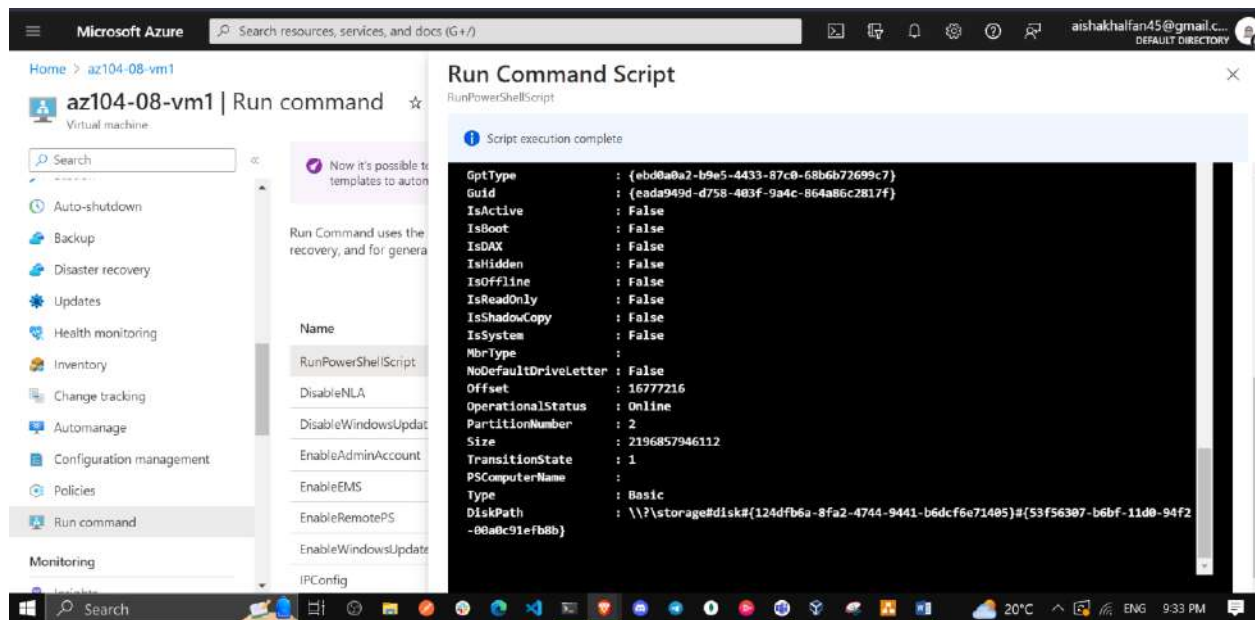 Microsoft Azure
Search resources, services, and docs (G+/)
aishakhalfan45@gmail.c...
DEFAULT DIRECTORY
Home > az104-08-vm1
az104-08-vm1 | Run command
Virtual machine
Search
Auto-shutdown
Backup
Disaster recovery
Updates
Health monitoring
Inventory
Change tracking
Automanage
Configuration management
Policies
Run command
Monitoring
Now it's possible to
templates to autom
Run Command uses the
recovery, and for genera
Name
RunPowerShellScript
DisableNLA
DisableWindowsUpdat
EnableAdminAccount
EnableEMS
EnableRemotePS
EnableWindowsUpdate
IPConfig
Run Command Script
RunPowerShellScript
Script execution complete
GptType : {ebd0a0a2-b9e5-4433-87c0-68b6b72699c7}
Guid : {eada949d-d758-403f-9a4c-864a86c2817f}
IsActive : False
IsBoot : False
IsDAX : False
IsHidden : False
IsOffline : False
IsReadOnly : False
IsShadowCopy : False
IsSystem : False
MbrType :
NoDefaultDriveLetter : False
Offset : 16777216
OperationalStatus : Online
PartitionNumber : 2
Size : 2196857946112
TransitionState : 1
PSComputerName :
Type : Basic
DiskPath : \\?\storage#disk#{124dfb6a-8fa2-4744-9441-b6dcf6e71405}#{53f56307-b6bf-11d0-94f2
-00a0c91efb8b}
Search
20°C
ENG
9:33 PM